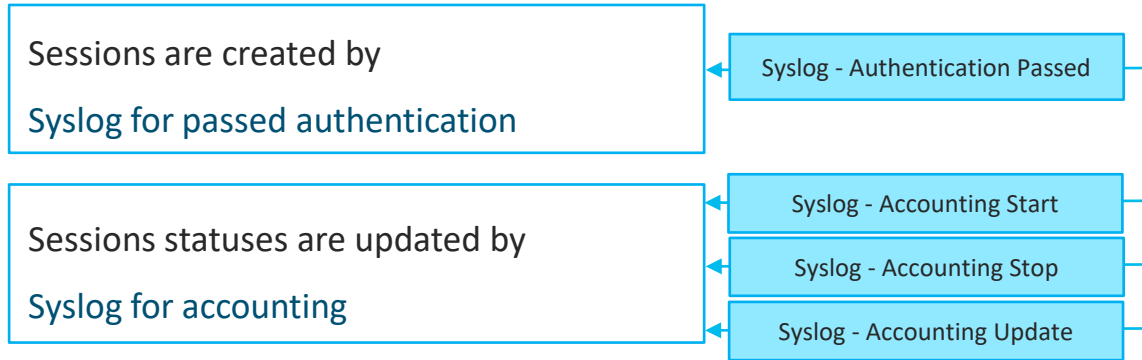 Sessions are created by
Syslog for passed authentication
Syslog - Authentication Passed
Sessions statuses are updated by
Syslog for accounting
Syslog - Accounting Start
Syslog - Accounting Stop
Syslog - Accounting Update